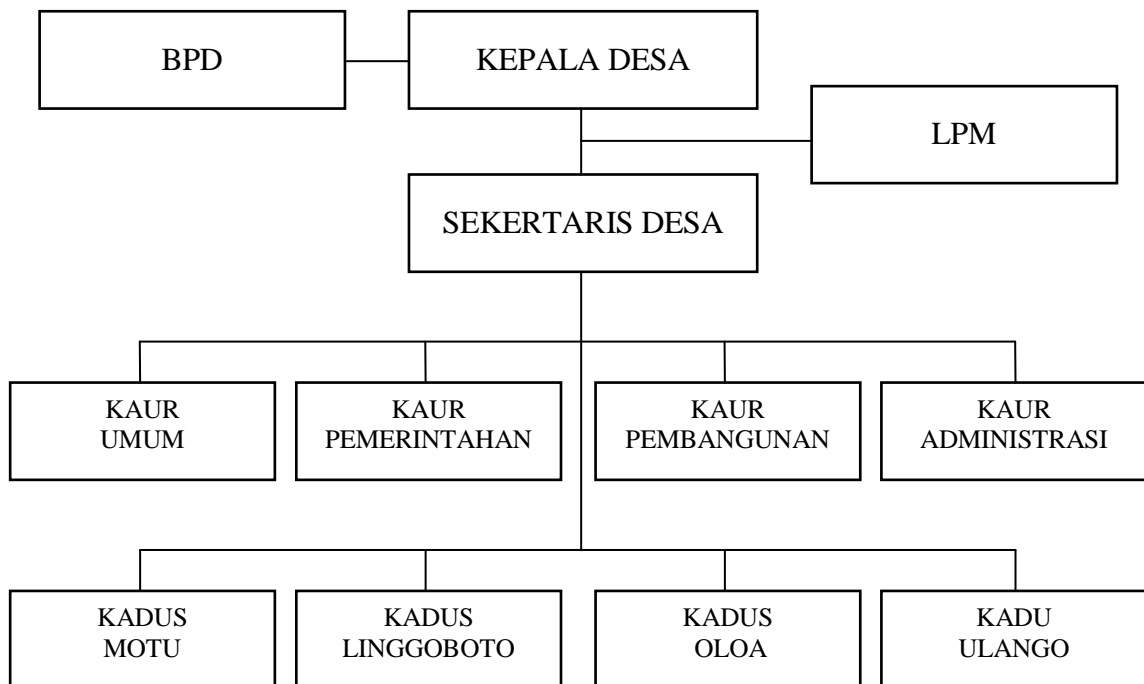 BPD
KEPALA DESA
LPM
SEKERTARIS DESA
KAUR
UMUM
KAUR
PEMERINTAHAN
KAUR
PEMBANGUNAN
KAUR
ADMINISTRASI
KADUS
MOTU
KADUS
LINGGOBOTO
KADUS
OLOA
KADU
ULANGO